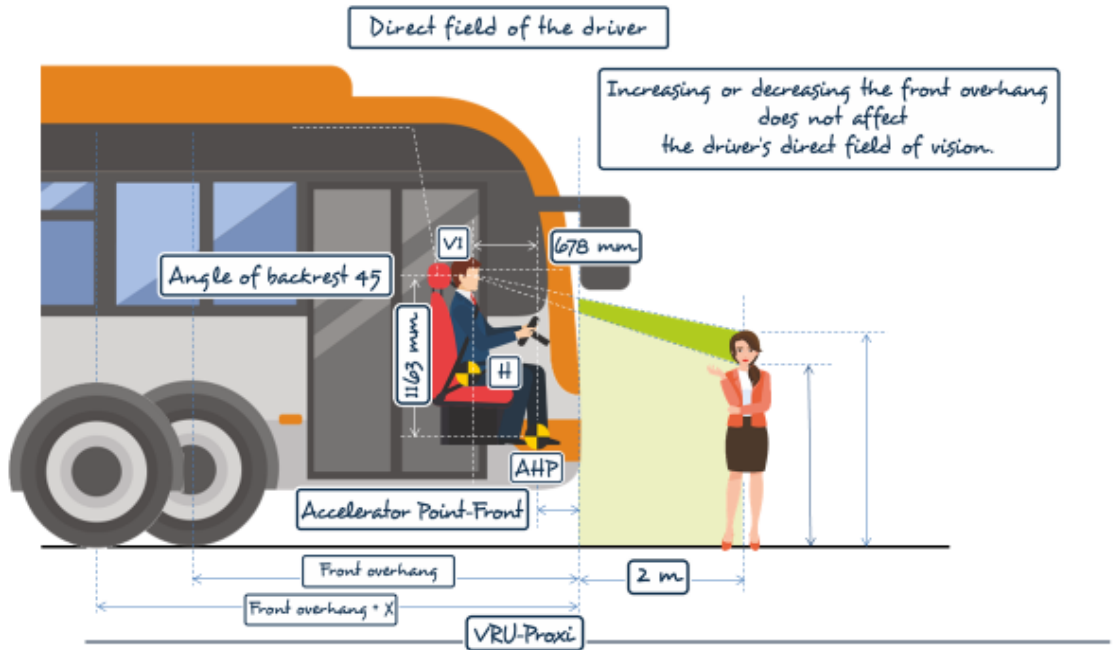 Direct field of the driver
Increasing or decreasing the front overhang
does not affect
the driver's direct field of vision.
V1
678 mm
Angle of backrest 45
1163 mm
H
AHP
Accelerator Point-Front
Front overhang
2 m
Front overhang + X
VRU-Proxi